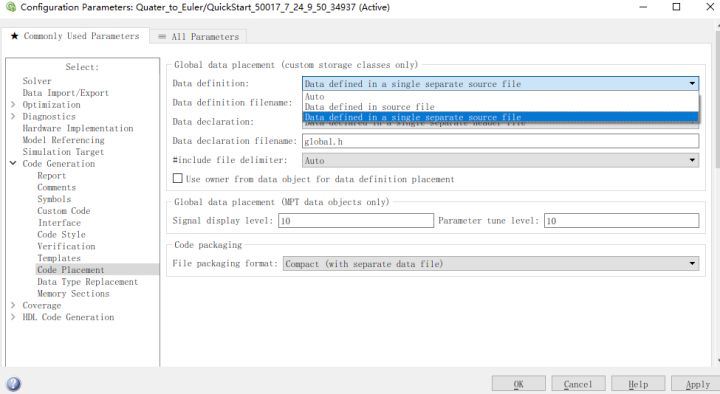 Configuration Parameters: Quater_to_Euler/QuickStart_50017_7_24_9_50_34937 (Active)
★ Commonly Used Parameters
≡ All Parameters
Select:
Solver
Data Import/Export
Optimization
Diagnostics
Hardware Implementation
Model Referencing
Simulation Target
Code Generation
Report
Comments
Symbols
Custom Code
Interface
Code Style
Verification
Templates
Code Placement
Data Type Replacement
Memory Sections
Coverage
HDL Code Generation
Global data placement (custom storage classes only)
Data definition: Data defined in a single separate source file
Auto
Data definition filename: Data defined in source file
Data defined in a single separate source file
Data declaration: Data declared in a single separate header file
Data declaration filename: global.h
#include file delimiter: Auto
Use owner from data object for data definition placement
Global data placement (MPT data objects only)
Signal display level: 10 Parameter tune level: 10
Code packaging
File packaging format: Compact (with separate data file)
OK Cancel Help Apply